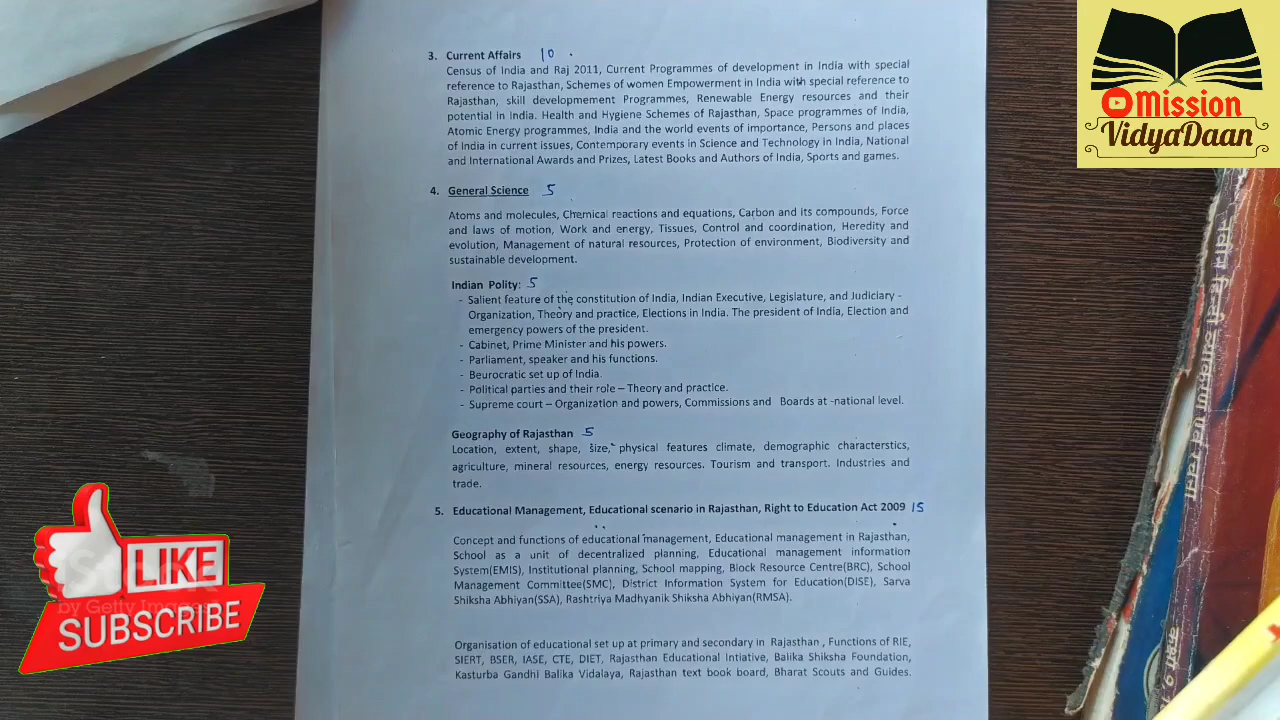 3. Current Affairs 10
Census of India and Raj 2011, Current Programmes of development in India with special
reference to Rajasthan, Schemes of women Empowerment in India with special reference to
Rajasthan, skill developmement Programmes, Renewable Energy resources and their
potential in India. Health and Hygiene Schemes of Rajasthan, Space programmes of India,
Atomic Energy programmes, India and the world events of importance, Persons and places
of India in current issues, Contemporary events in Science and Technology in India, National
and International Awards and Prizes, Latest Books and Authors of India, Sports and games.
4. General Science 5
Atoms and molecules, Chemical reactions and equations, Carbon and its compounds, Force
and laws of motion, Work and energy, Tissues, Control and coordination, Heredity and
evolution, Management of natural resources, Protection of environment, Biodiversity and
sustainable development.
Indian Polity: 5
- Salient feature of the constitution of India, Indian Executive, Legislature, and Judiciary -
Organization, Theory and practice, Elections in India. The president of India, Election and
emergency powers of the president.
- Cabinet, Prime Minister and his powers.
- Parliament, speaker and his functions.
- Beurocratic set up of India.
- Political parties and their role – Theory and practice.
- Supreme court – Organization and powers, Commissions and Boards at -national level.
Geography of Rajasthan 5
Location, extent, shape, size, physical features climate, demographic characterstics,
agriculture, mineral resources, energy resources. Tourism and transport. Industries and
trade.
5. Educational Management, Educational scenario in Rajasthan, Right to Education Act 2009 15
Concept and functions of educational management, Educational management in Rajasthan,
School as a unit of decentralized planning, Educational management information
System(EMIS), Institutional planning, School mapping, Block Resource Centre(BRC), School
Management Committee(SMC), District Information System for Education(DISE), Sarva
Shiksha Abhiyan(SSA), Rashtriya Madhyanik Shiksha Abhiyan(RMSA).
Organisation of educational set up at primary and secondary in Rajasthan , Functions of RIE,
SIERT, BSER, IASE, CTE, DIET, Rajasthan Educational Intiative, Balika Shiksha Foundation,
Kasturba Gandhi Balika Vidalaya, Rajasthan text book board, Bharat Scouts and Guides.
Mission
VidyaDaan
LIKE
by Getty Images
SUBSCRIBE